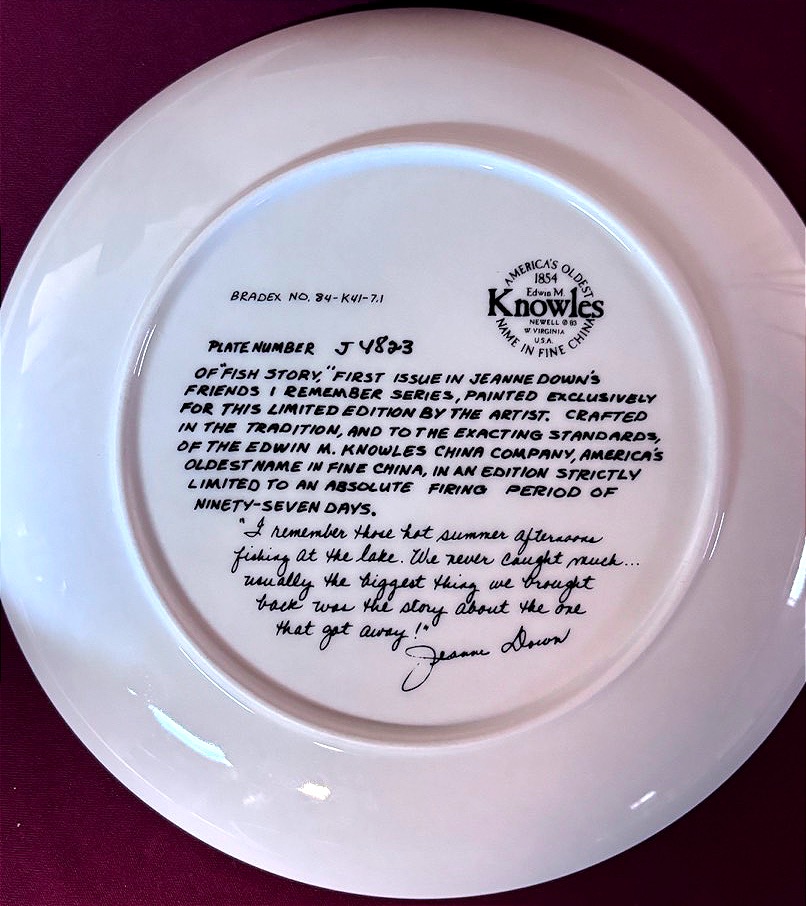 AMERICA'S OLDEST
1854
Edwin M.
Knowles
NEWELL © 83
W. VIRGINIA
U.S.A.
NAME IN FINE CHINA
BRADEX NO. 84-K41-7.1
PLATE NUMBER J 4823
OF "FISH STORY," FIRST ISSUE IN JEANNE DOWN'S
FRIENDS I REMEMBER SERIES, PAINTED EXCLUSIVELY
FOR THIS LIMITED EDITION BY THE ARTIST. CRAFTED
IN THE TRADITION, AND TO THE EXACTING STANDARDS,
OF THE EDWIN M. KNOWLES CHINA COMPANY, AMERICA'S
OLDEST NAME IN FINE CHINA, IN AN EDITION STRICTLY
LIMITED TO AN ABSOLUTE FIRING PERIOD OF
NINETY-SEVEN DAYS.
"I remember those hot summer afternoons
fishing at the lake. We never caught much...
usually the biggest thing we brought
back was the story about the one
that got away!"
Jeanne Down